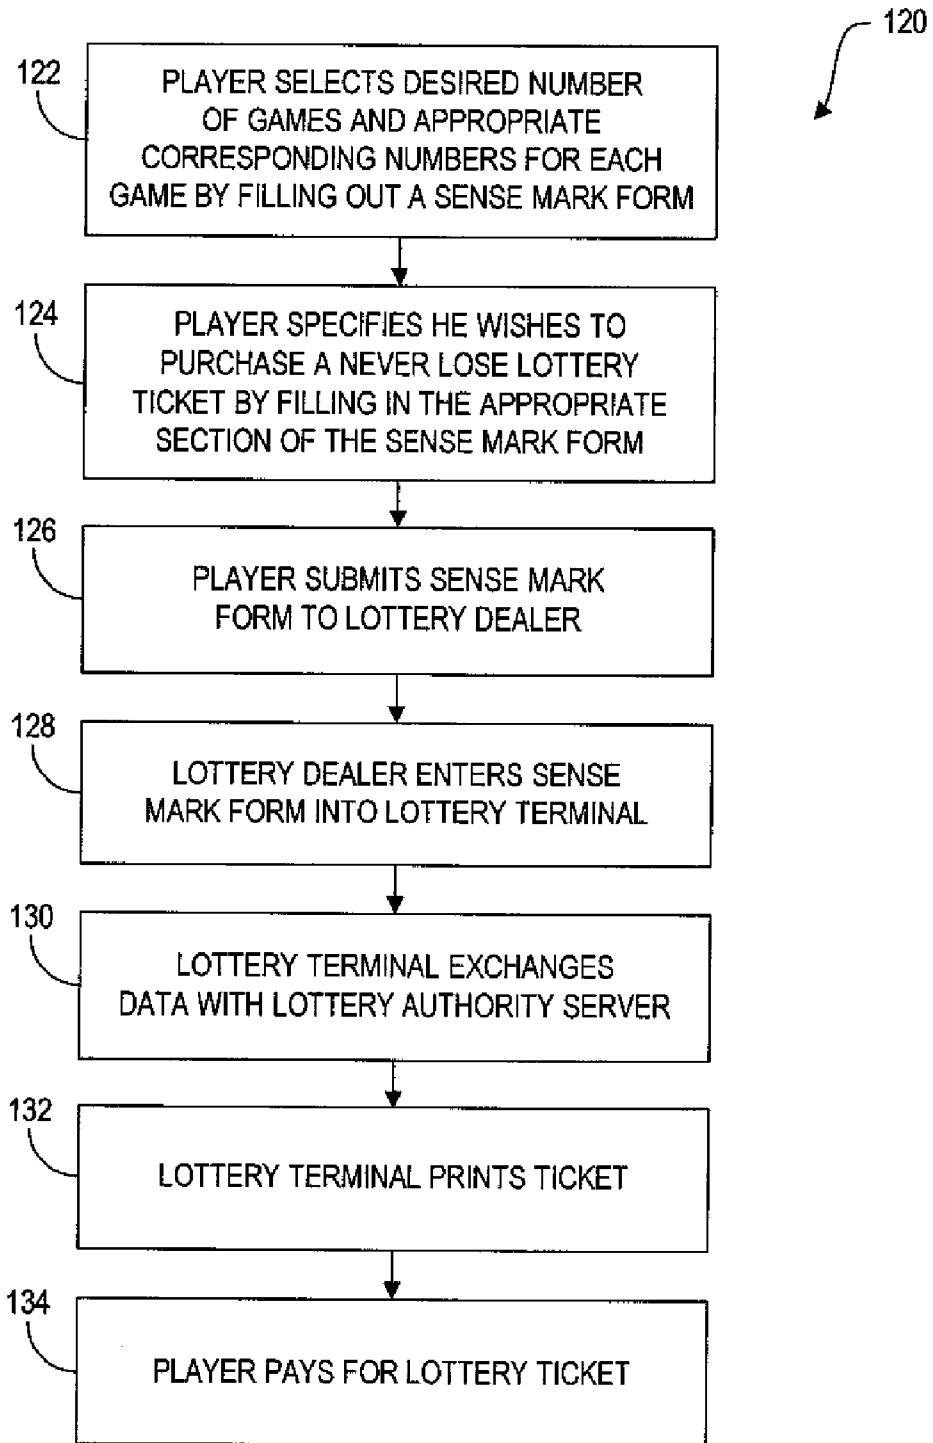 120
122
PLAYER SELECTS DESIRED NUMBER
OF GAMES AND APPROPRIATE
CORRESPONDING NUMBERS FOR EACH
GAME BY FILLING OUT A SENSE MARK FORM
124
PLAYER SPECIFIES HE WISHES TO
PURCHASE A NEVER LOSE LOTTERY
TICKET BY FILLING IN THE APPROPRIATE
SECTION OF THE SENSE MARK FORM
126
PLAYER SUBMITS SENSE MARK
FORM TO LOTTERY DEALER
128
LOTTERY DEALER ENTERS SENSE
MARK FORM INTO LOTTERY TERMINAL
130
LOTTERY TERMINAL EXCHANGES
DATA WITH LOTTERY AUTHORITY SERVER
132
LOTTERY TERMINAL PRINTS TICKET
134
PLAYER PAYS FOR LOTTERY TICKET